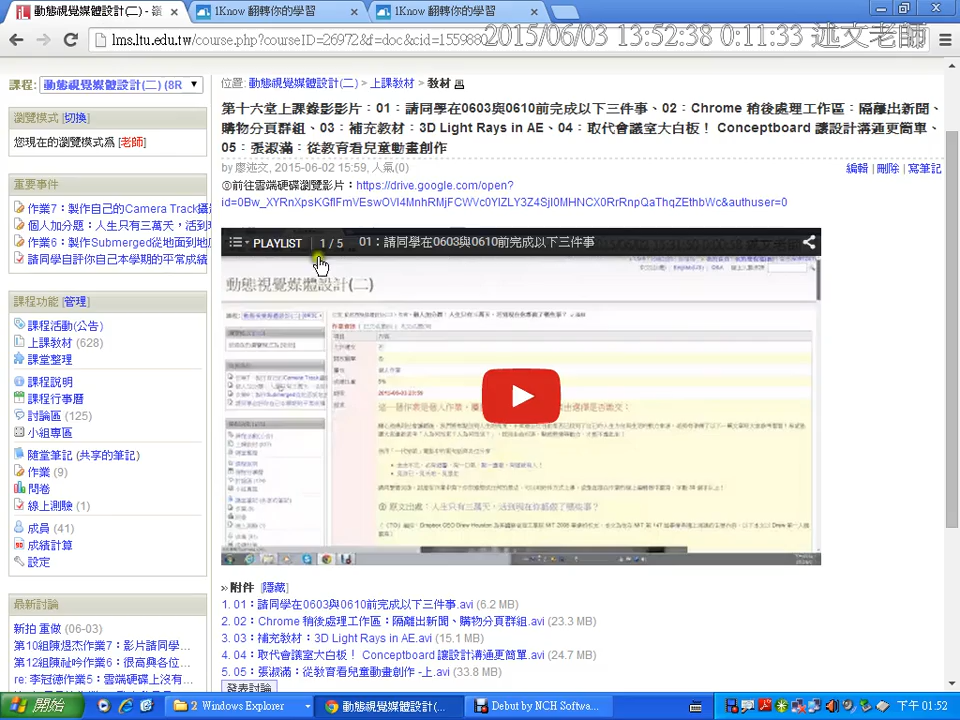 動態視覺媒體設計(二) -
1Know 翻轉你的學習
1Know 翻轉你的學習
lms.ltu.edu.tw/course.php?courseID=26972&f=doc&cid=1559880
2015/06/03 13:52:38 0:11:33 述文老師
課程: 動態視覺媒體設計(二) (8R
瀏覽模式 [切換]
您現在的瀏覽模式為 [老師]
重要事件
作業7：製作自己的Camera Track攝
個人加分題：人生只有三萬天，活到
作業6：製作Submerged從地面到地
請同學自評你自己本學期的平常成績
課程功能 [管理]
課程活動(公告)
上課教材 (628)
課堂整理
課程說明
課程行事曆
討論區 (125)
小組專區
隨堂筆記 (共享的筆記)
作業 (9)
問卷
線上測驗 (1)
成員 (41)
成績計算
設定
最新討論
新拍 重做 (06-03)
第10組陳煜杰作業7：影片請同學...
第12組陳祉吟作業6：很高興各位...
re: 李冠德作業5：雲端硬碟上沒有...
位置: 動態視覺媒體設計(二) > 上課教材 > 教材
第十六堂上課錄影影片：01：請同學在0603與0610前完成以下三件事、02：Chrome 稍後處理工作區：隔離出新聞、
購物分頁群組、03：補充教材：3D Light Rays in AE、04：取代會議室大白板！ Conceptboard 讓設計溝通更簡單、
05：張淑滿：從教育看兒童動畫創作
by 廖述文, 2015-06-02 15:59, 人氣(0)
編輯 | 刪除 | 寫筆記
◎前往雲端硬碟瀏覽影片：https://drive.google.com/open?
PLAYLIST 1 / 5 01：請同學在0603與0610前完成以下三件事
動態視覺媒體設計(二)
» 附件 [隱藏]
1. 01：請同學在0603與0610前完成以下三件事.avi (6.2 MB)
2. 02：Chrome 稍後處理工作區：隔離出新聞、購物分頁群組.avi (23.3 MB)
3. 03：補充教材：3D Light Rays in AE.avi (15.1 MB)
4. 04：取代會議室大白板！ Conceptboard 讓設計溝通更簡單.avi (24.7 MB)
5. 05：張淑滿：從教育看兒童動畫創作 -上.avi (33.8 MB)
發表討論
開始
2 Windows Explorer
動態視覺媒體設計(...
Debut by NCH Softwa...
下午 01:52